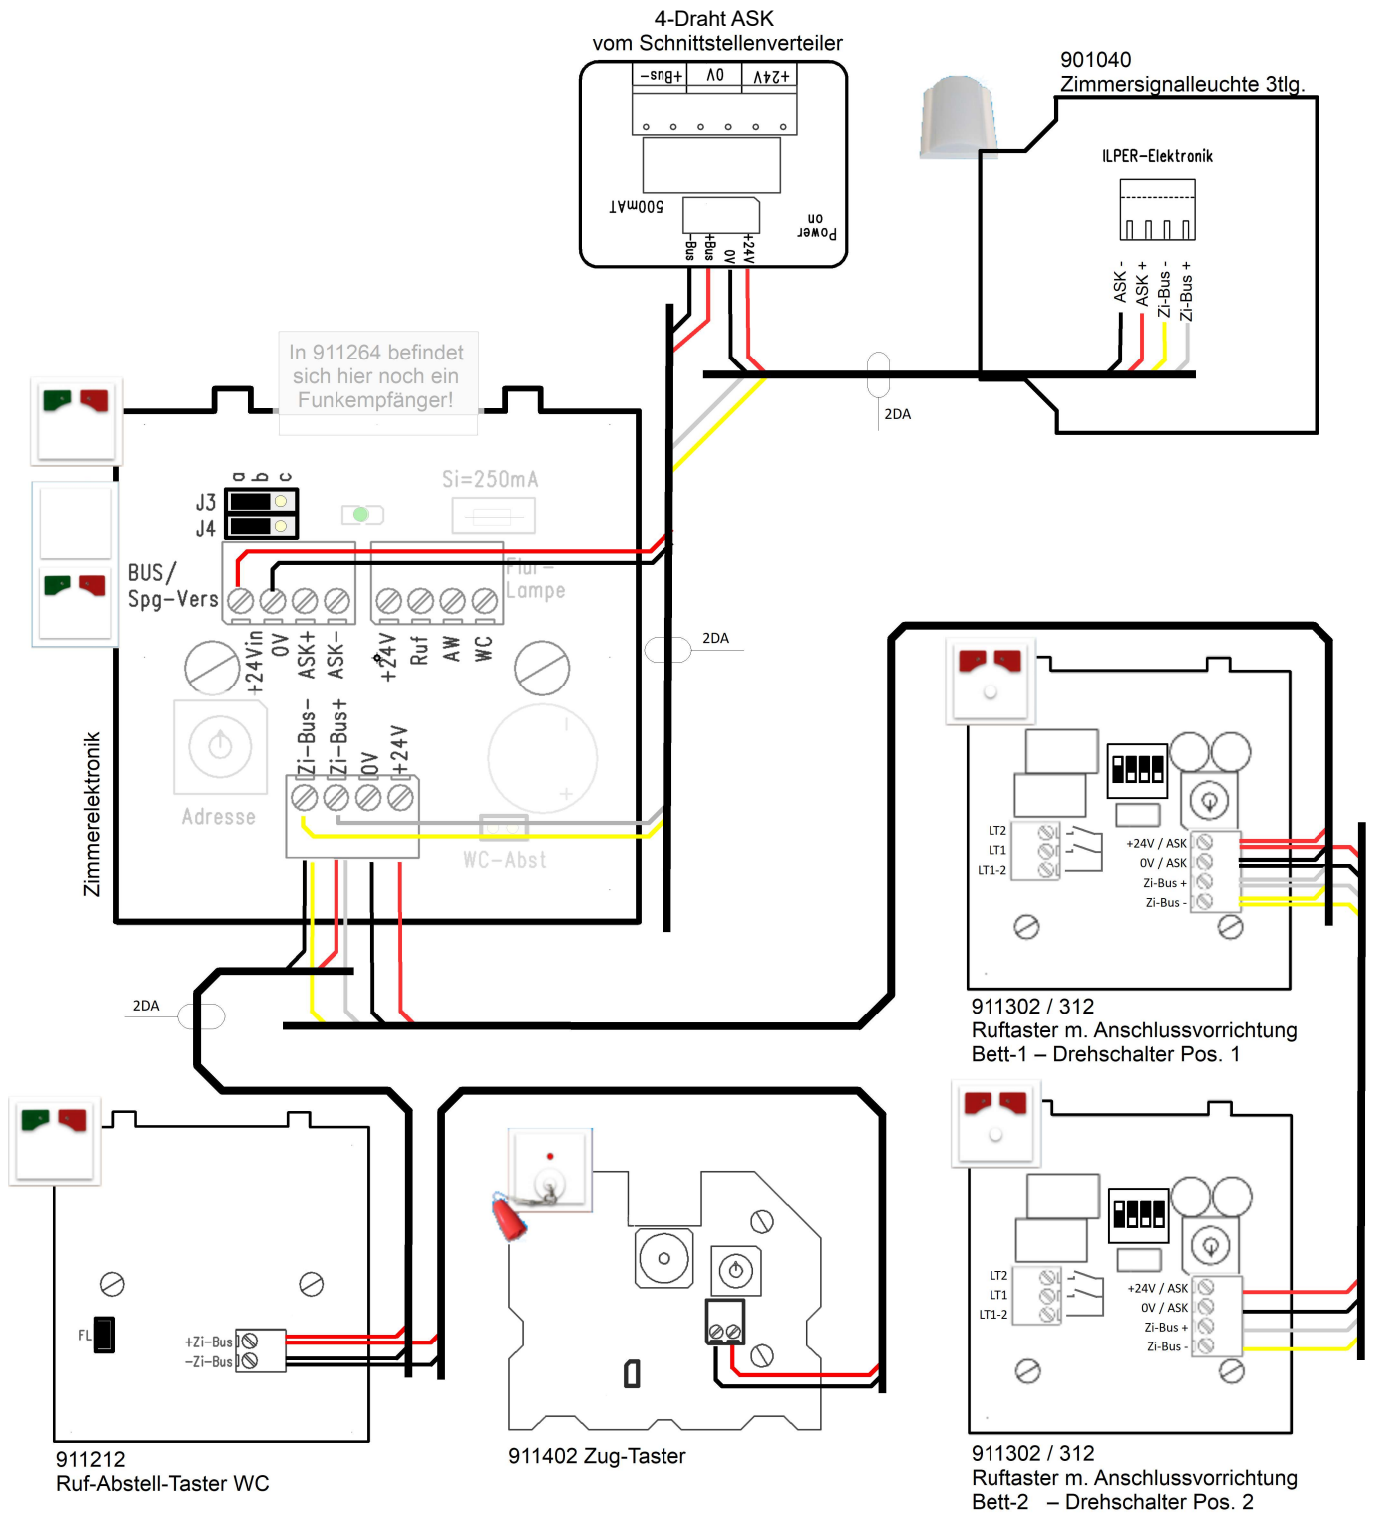 4-Draht ASK
vom Schnittstellenverteiler
-Bus+ 0V +24V
500mAT
Power
on
-Bus
+Bus
0V
+24V
901040
Zimmersignalleuchte 3tlg.
ILPER-Elektronik
ASK -
ASK +
Zi-Bus -
Zi-Bus +
2DA
In 911264 befindet
sich hier noch ein
Funkempfänger!
a
b
c
J3
J4
Si=250mA
BUS/
Spg-Vers
Flur-
Lampe
+24Vin
0V
ASK+
ASK-
+24V
Ruf
AW
WC
2DA
Zi-Bus-
Zi-Bus+
0V
+24V
Adresse
WC-Abst
Zimmerelektronik
LT2
LT1
LT1-2
+24V / ASK
0V / ASK
Zi-Bus +
Zi-Bus -
911302 / 312
Ruftaster m. Anschlussvorrichtung
Bett-1 – Drehschalter Pos. 1
2DA
FL
+Zi-Bus
-Zi-Bus
911212
Ruf-Abstell-Taster WC
911402 Zug-Taster
LT2
LT1
LT1-2
+24V / ASK
0V / ASK
Zi-Bus +
Zi-Bus -
911302 / 312
Ruftaster m. Anschlussvorrichtung
Bett-2 – Drehschalter Pos. 2